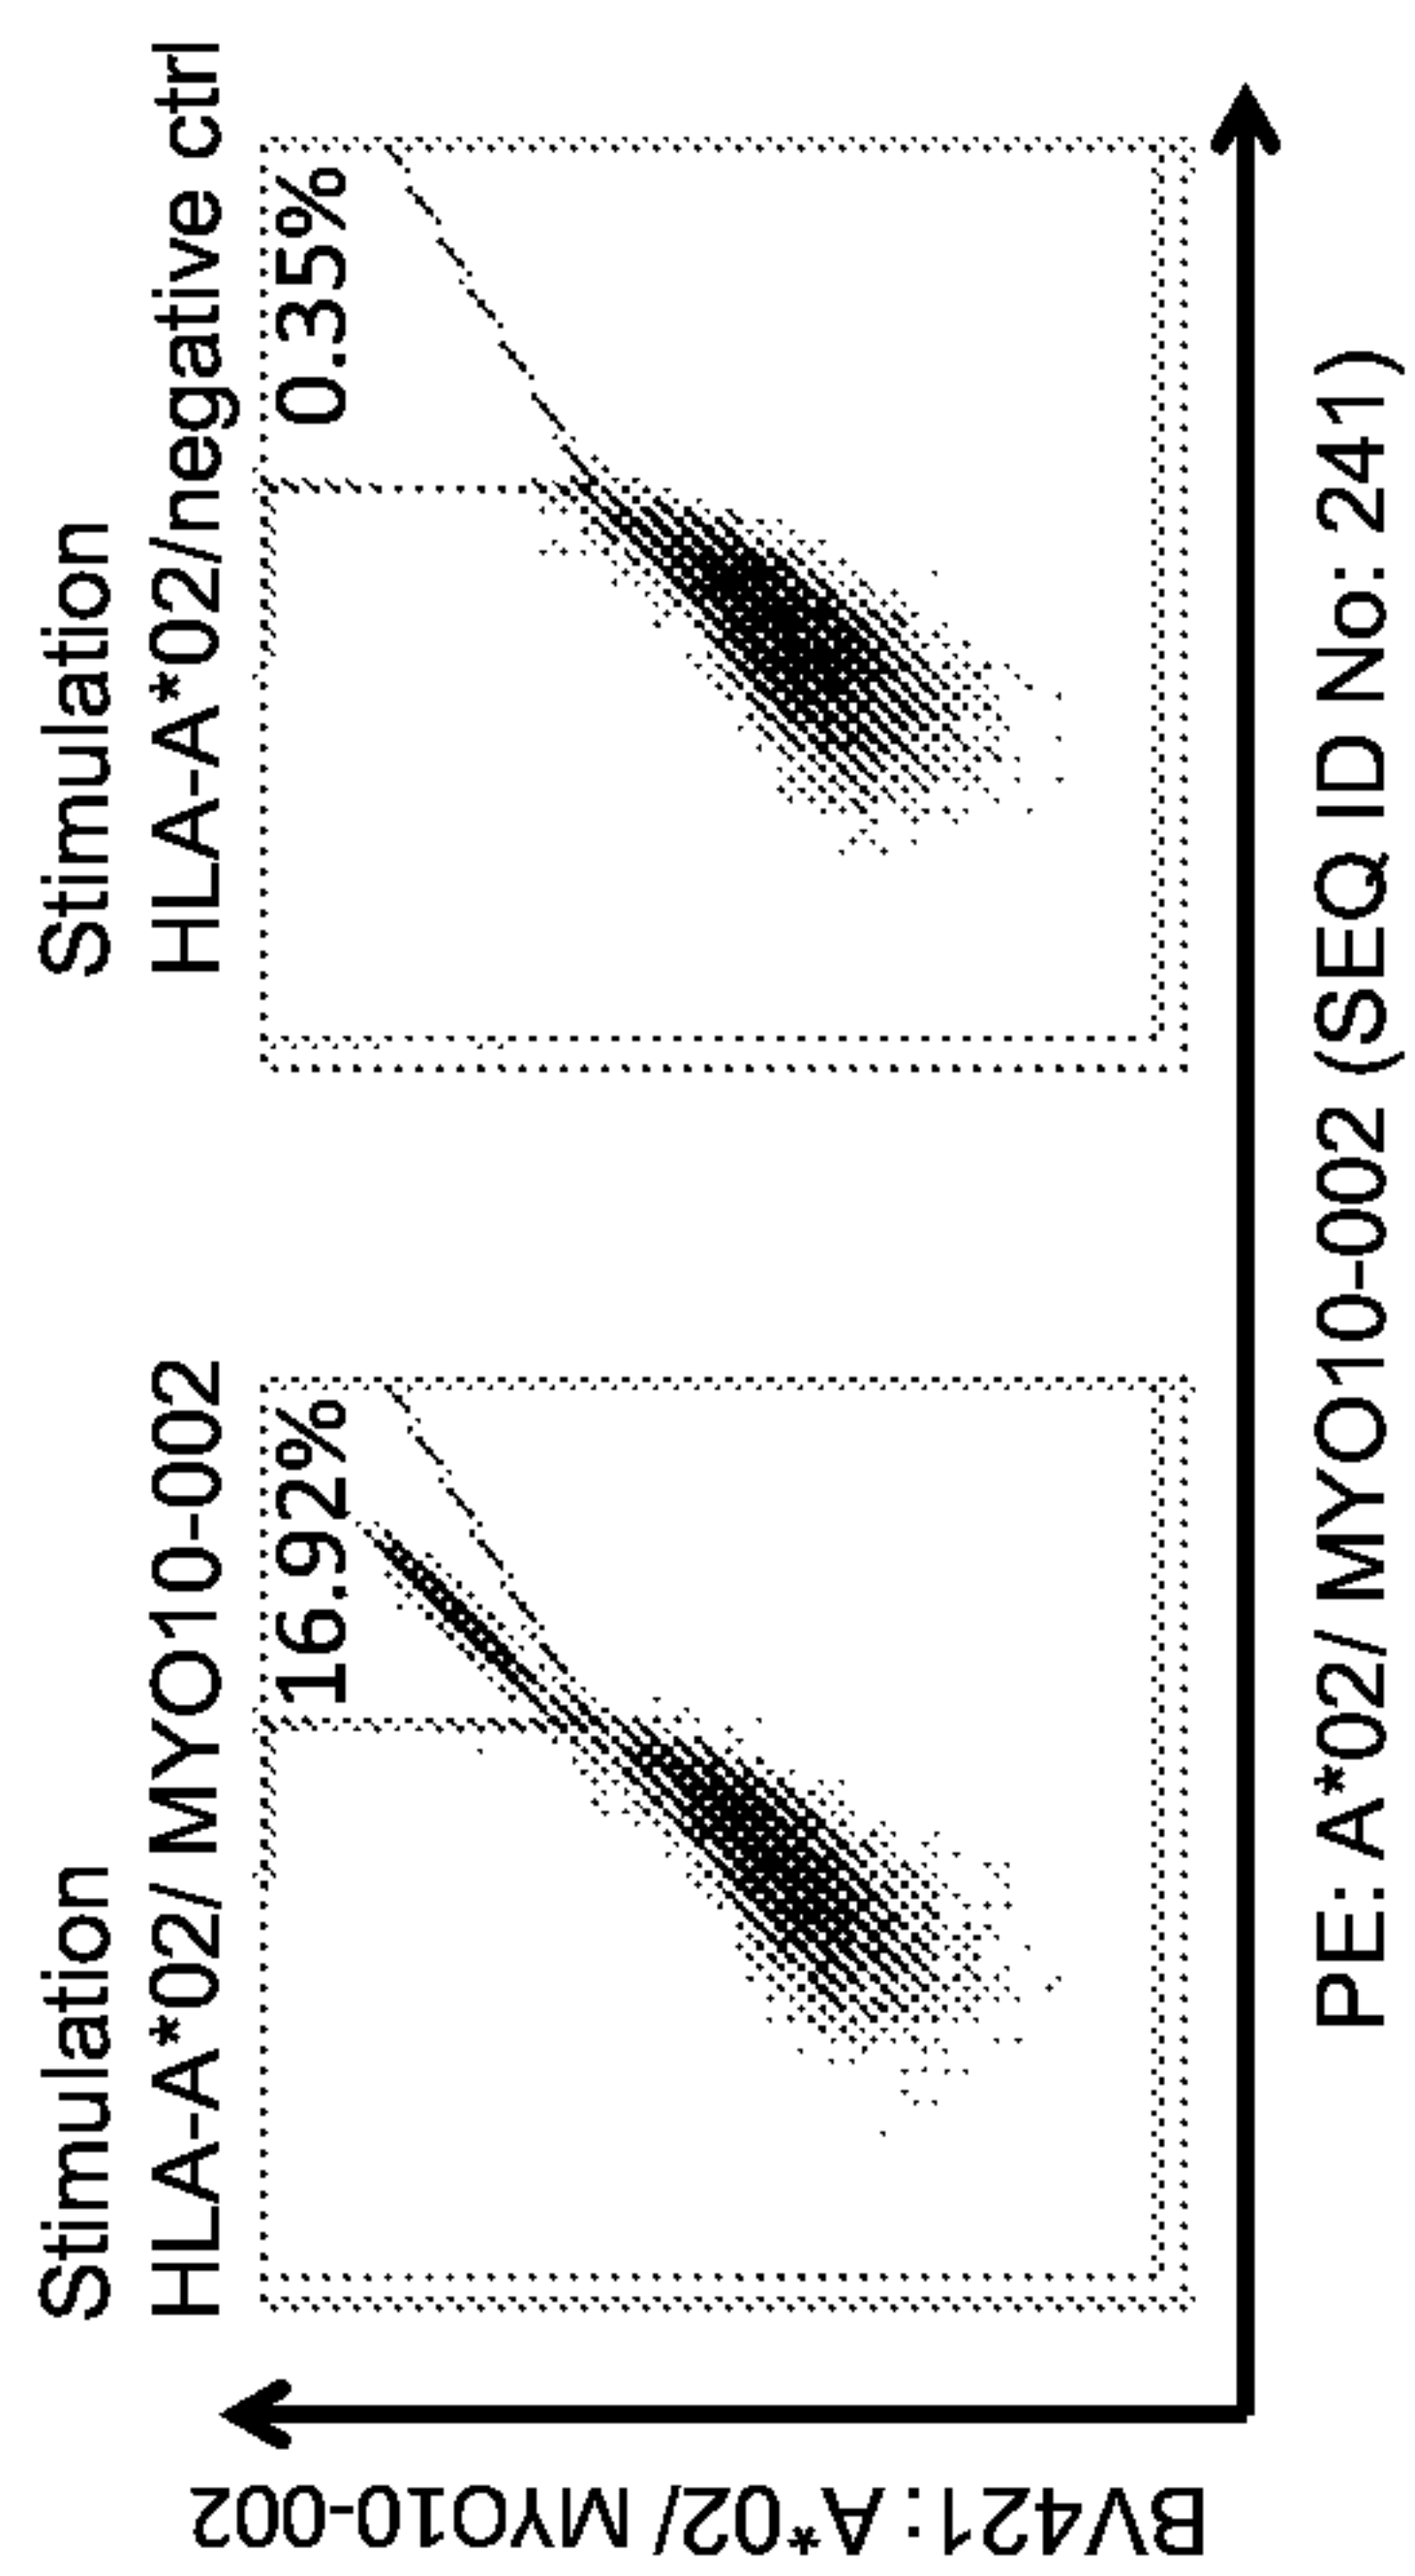 Stimulation
HLA-A*02/ MYO10-002
16.92%
Stimulation
HLA-A*02/negative ctrl
0.35%
BV421: A*02/ MYO10-002
PE: A*02/ MYO10-002 (SEQ ID No: 241)